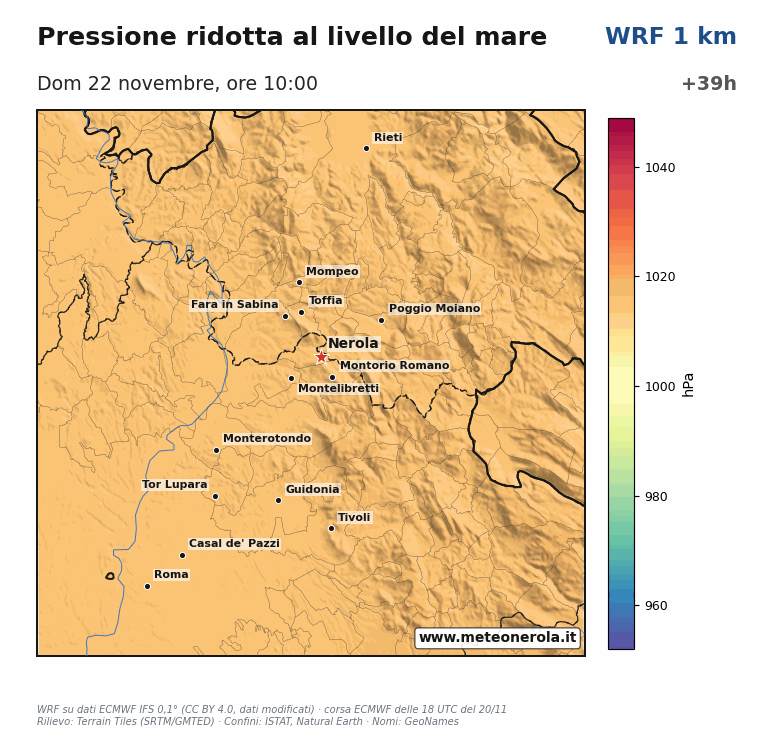 Pressione ridotta al livello del mare
WRF 1 km
Dom 22 novembre, ore 10:00
+39h
Rieti
Mompeo
Toffia
Fara in Sabina
Poggio Moiano
Nerola
Montorio Romano
Montelibretti
Monterotondo
Tor Lupara
Guidonia
Tivoli
Casal de' Pazzi
Roma
www.meteonerola.it
1040
1020
1000
980
960
hPa
WRF su dati ECMWF IFS 0,1° (CC BY 4.0, dati modificati) · corsa ECMWF delle 18 UTC del 20/11
Rilievo: Terrain Tiles (SRTM/GMTED) · Confini: ISTAT, Natural Earth · Nomi: GeoNames